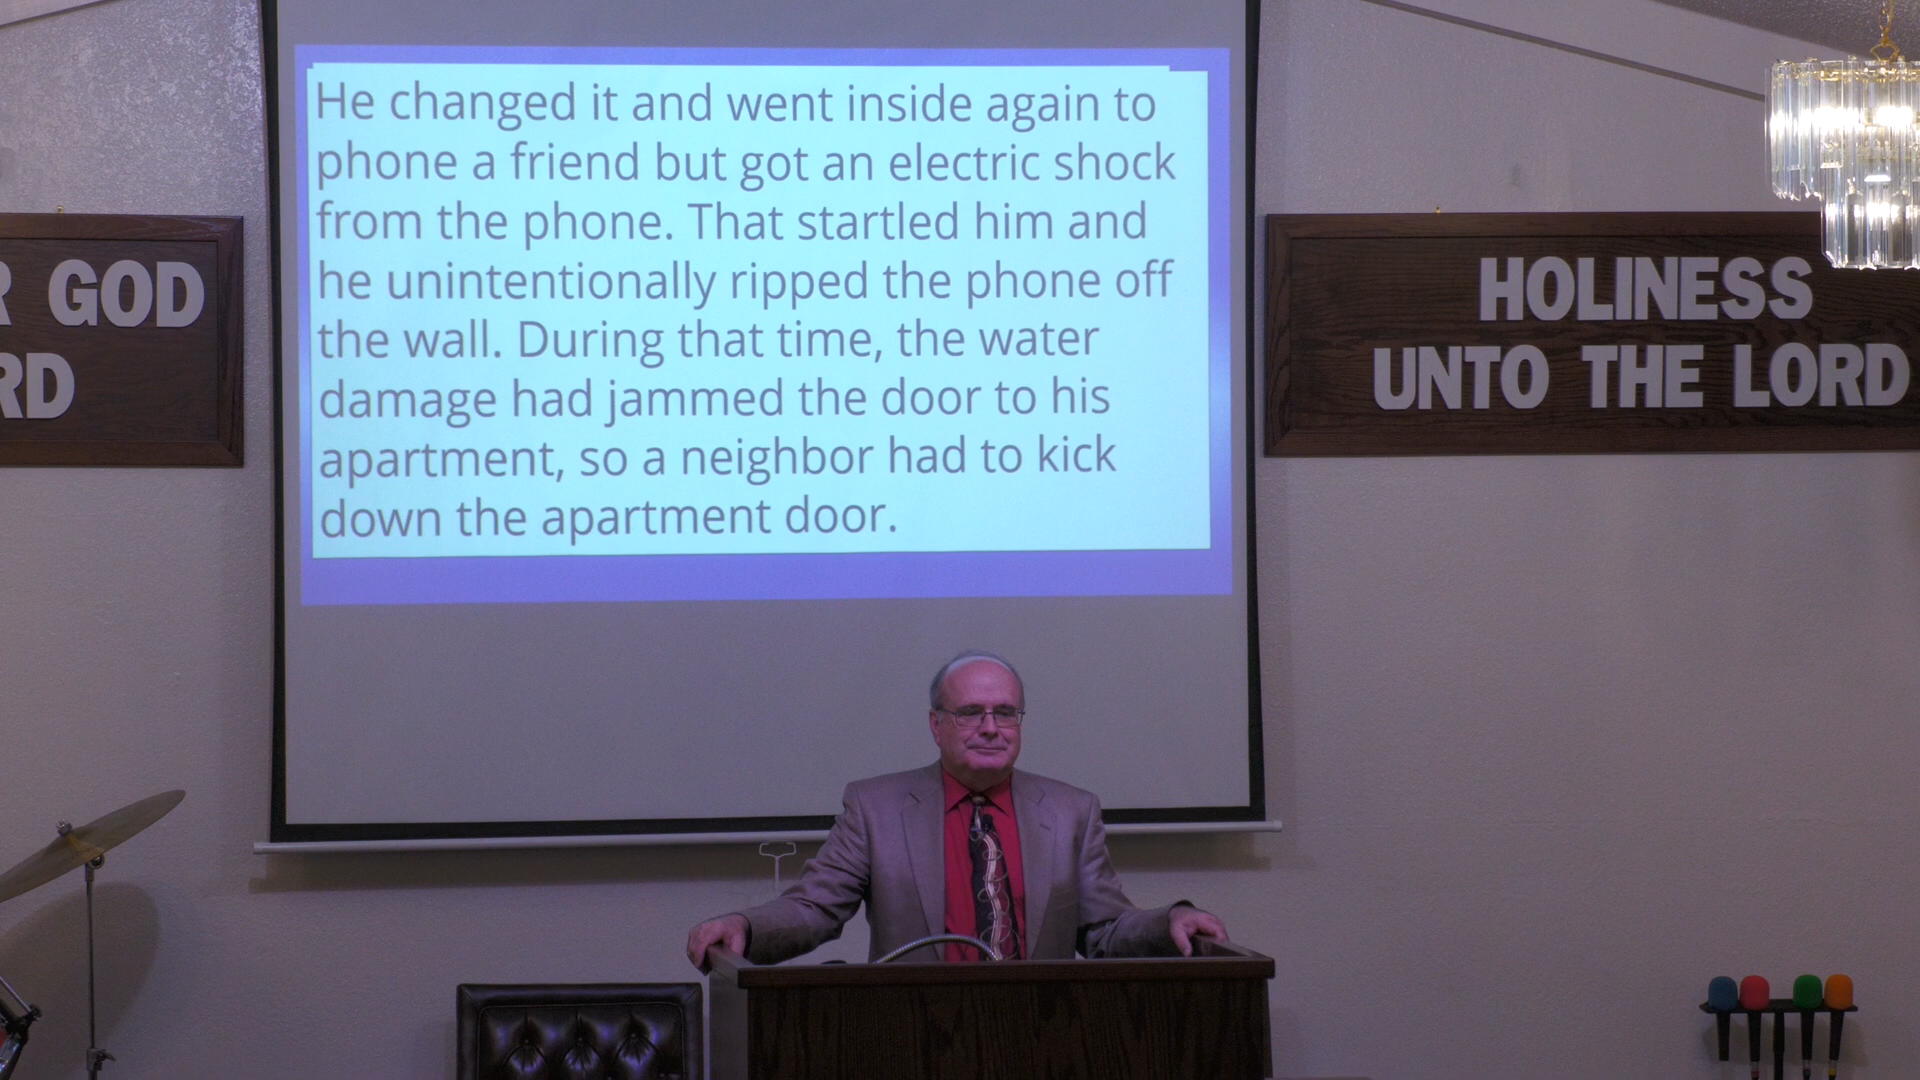 He changed it and went inside again to
phone a friend but got an electric shock
from the phone. That startled him and
he unintentionally ripped the phone off
the wall. During that time, the water
damage had jammed the door to his
apartment, so a neighbor had to kick
down the apartment door.
GOD
HOLINESS
UNTO THE LORD